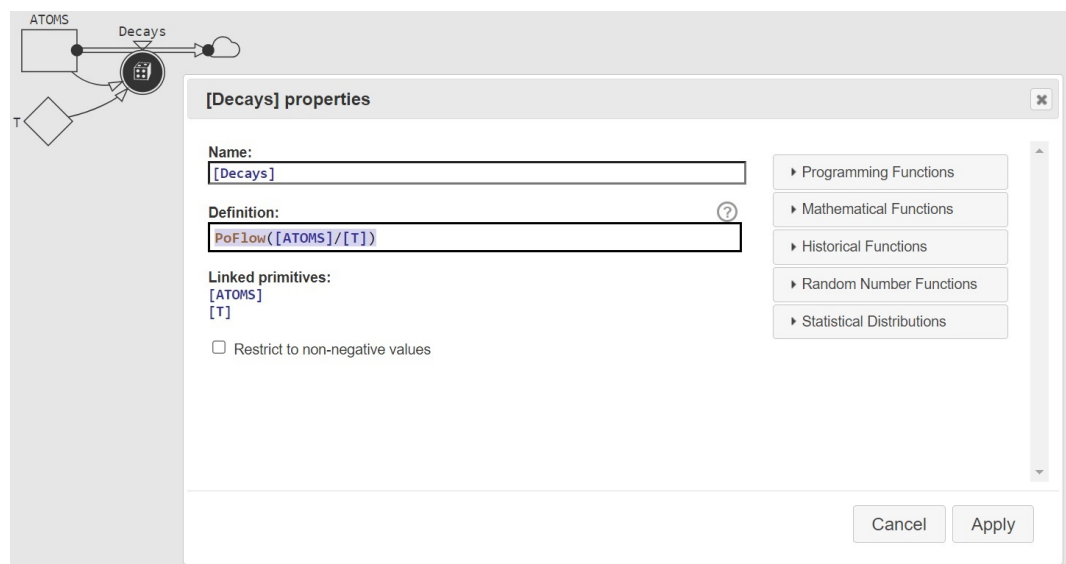 ATOMS
Decays
T
[Decays] properties
Name:
[Decays]
Definition:
?
PoFlow([ATOMS]/[T])
Linked primitives:
[ATOMS]
[T]
Restrict to non-negative values
Programming Functions
Mathematical Functions
Historical Functions
Random Number Functions
Statistical Distributions
Cancel
Apply